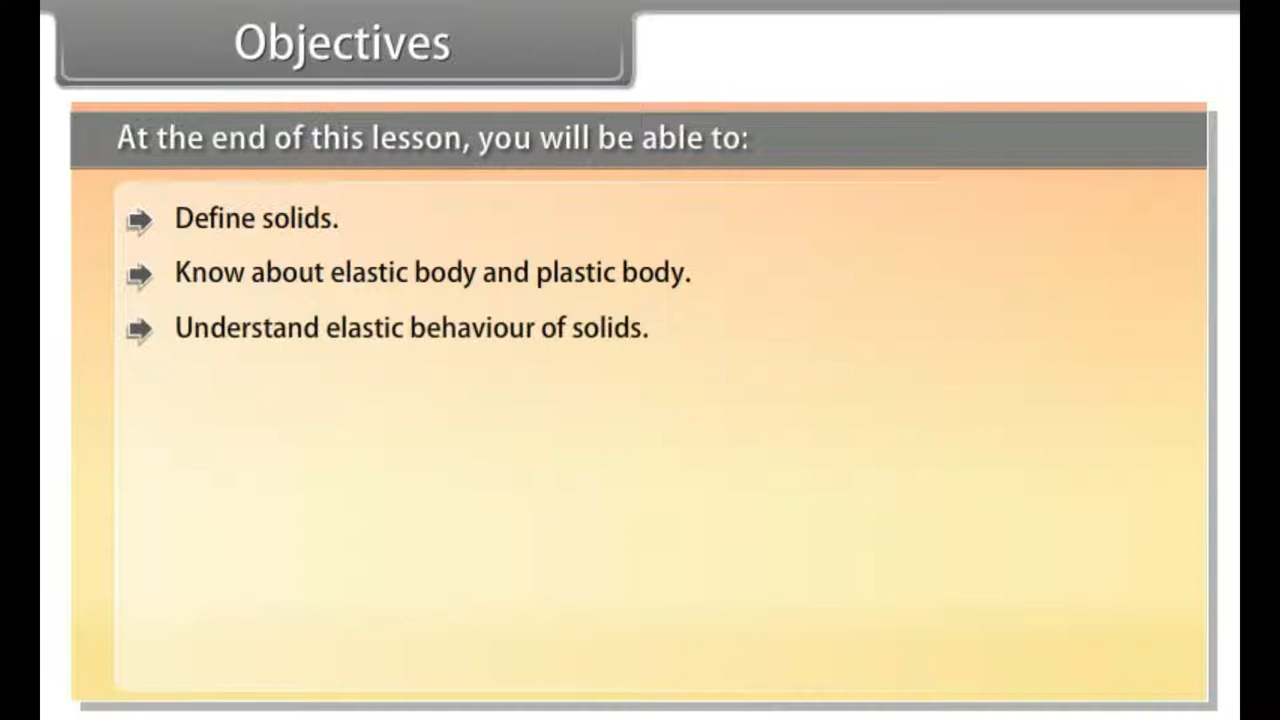 Objectives
At the end of this lesson, you will be able to:
Define solids.
Know about elastic body and plastic body.
Understand elastic behaviour of solids.